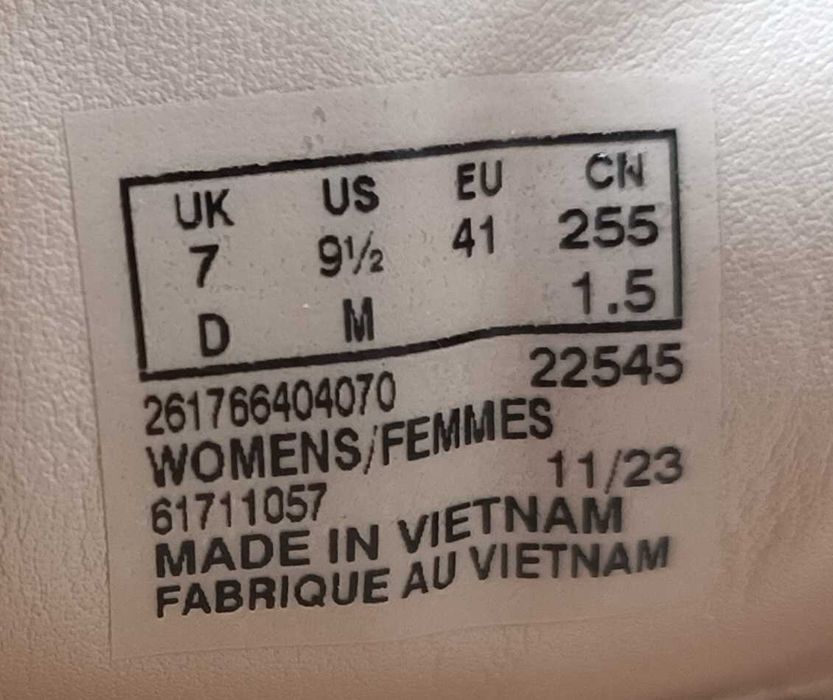 UK US EU CN
7 9½ 41 255
D M 1.5
261766404070 22545
WOMENS/FEMMES
61711057 11/23
MADE IN VIETNAM
FABRIQUE AU VIETNAM